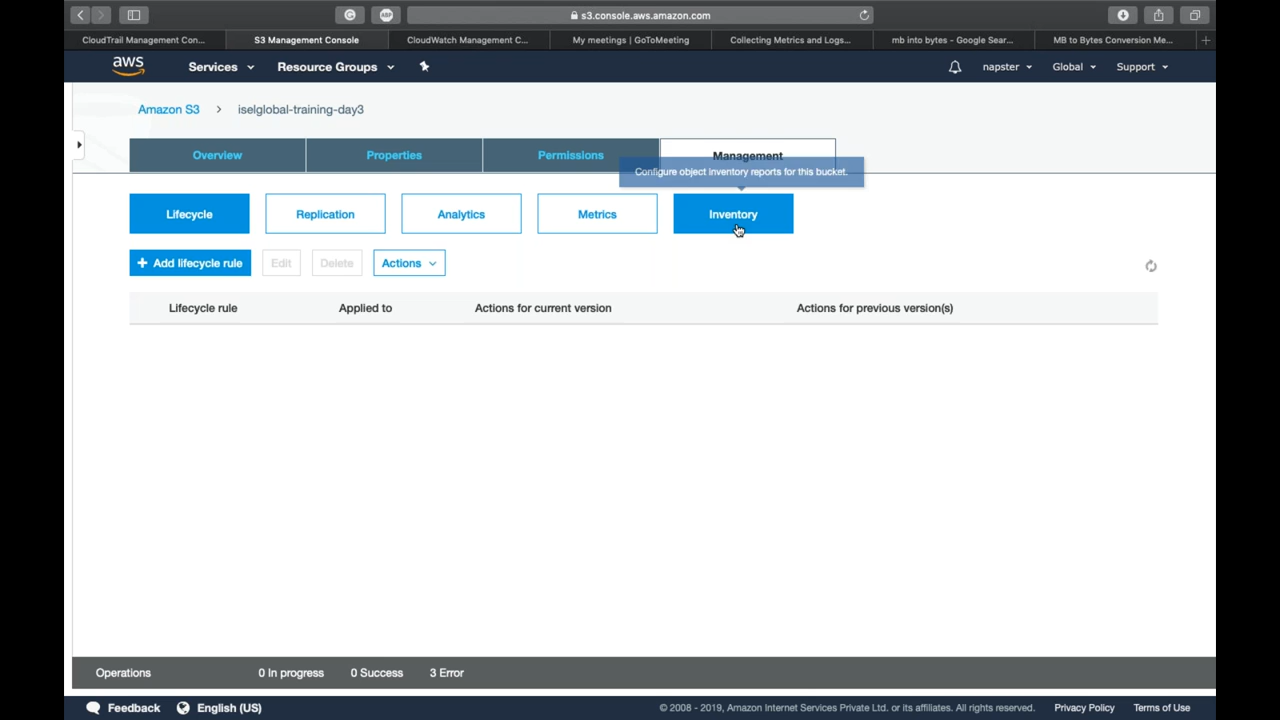 s3.console.aws.amazon.com
CloudTrail Management Con...
S3 Management Console
CloudWatch Management C...
My meetings | GoToMeeting
Collecting Metrics and Logs...
mb into bytes - Google Sear...
MB to Bytes Conversion Me...
aws
Services
Resource Groups
napster
Global
Support
Amazon S3 > iselglobal-training-day3
Overview
Properties
Permissions
Management
Configure object inventory reports for this bucket.
Lifecycle
Replication
Analytics
Metrics
Inventory
+ Add lifecycle rule
Edit
Delete
Actions
Lifecycle rule
Applied to
Actions for current version
Actions for previous version(s)
Operations
0 In progress
0 Success
3 Error
Feedback
English (US)
© 2008 - 2019, Amazon Internet Services Private Ltd. or its affiliates. All rights reserved.
Privacy Policy
Terms of Use